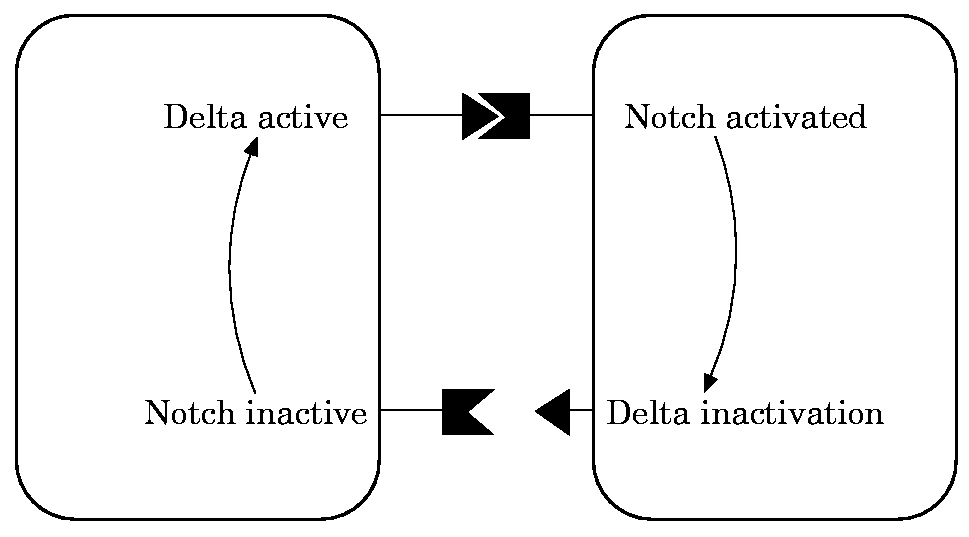 Delta active
Notch activated
Notch inactive
Delta inactivation